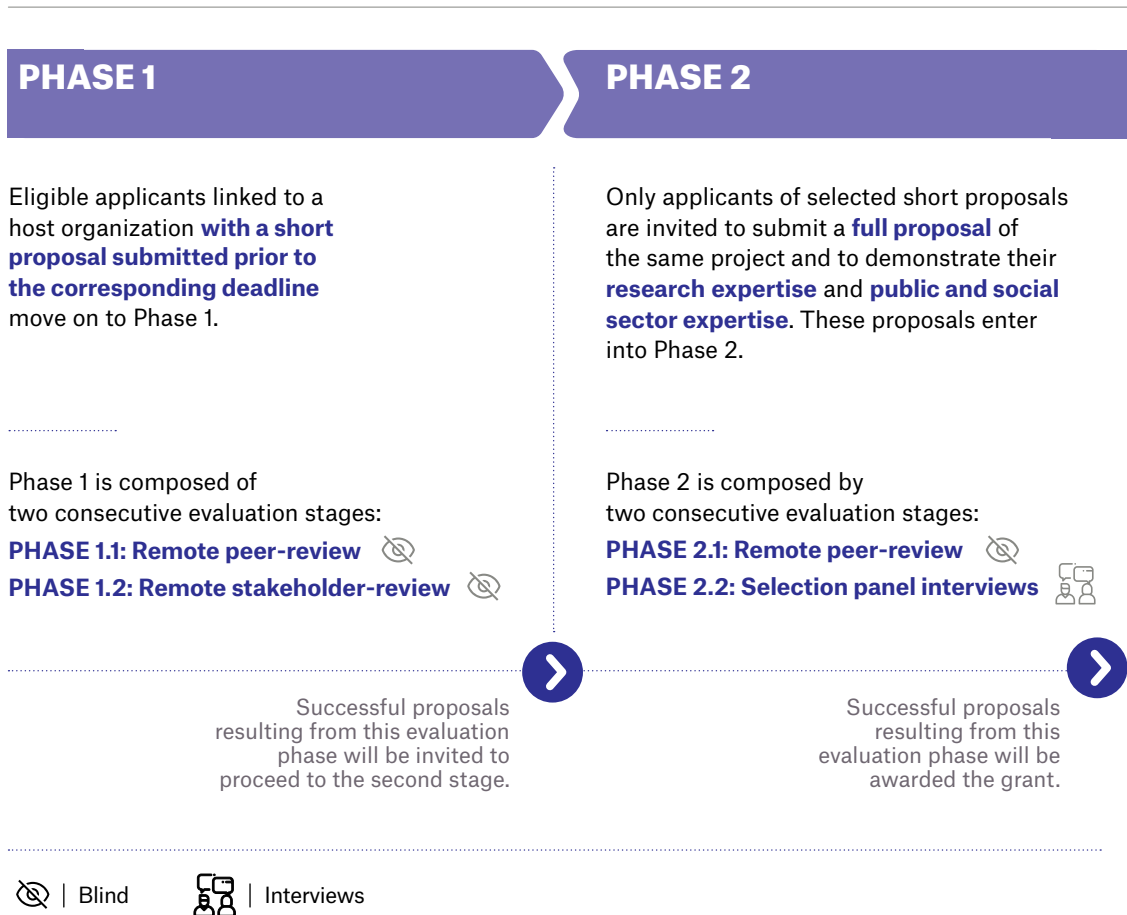 PHASE 1
Eligible applicants linked to a
host organization with a short
proposal submitted prior to
the corresponding deadline
move on to Phase 1.
Phase 1 is composed of
two consecutive evaluation stages:
PHASE 1.1: Remote peer-review
PHASE 1.2: Remote stakeholder-review
Successful proposals
resulting from this evaluation
phase will be invited to
proceed to the second stage.
PHASE 2
Only applicants of selected short proposals
are invited to submit a full proposal of
the same project and to demonstrate their
research expertise and public and social
sector expertise. These proposals enter
into Phase 2.
Phase 2 is composed by
two consecutive evaluation stages:
PHASE 2.1: Remote peer-review
PHASE 2.2: Selection panel interviews
Successful proposals
resulting from this
evaluation phase will be
awarded the grant.
| Blind
| Interviews